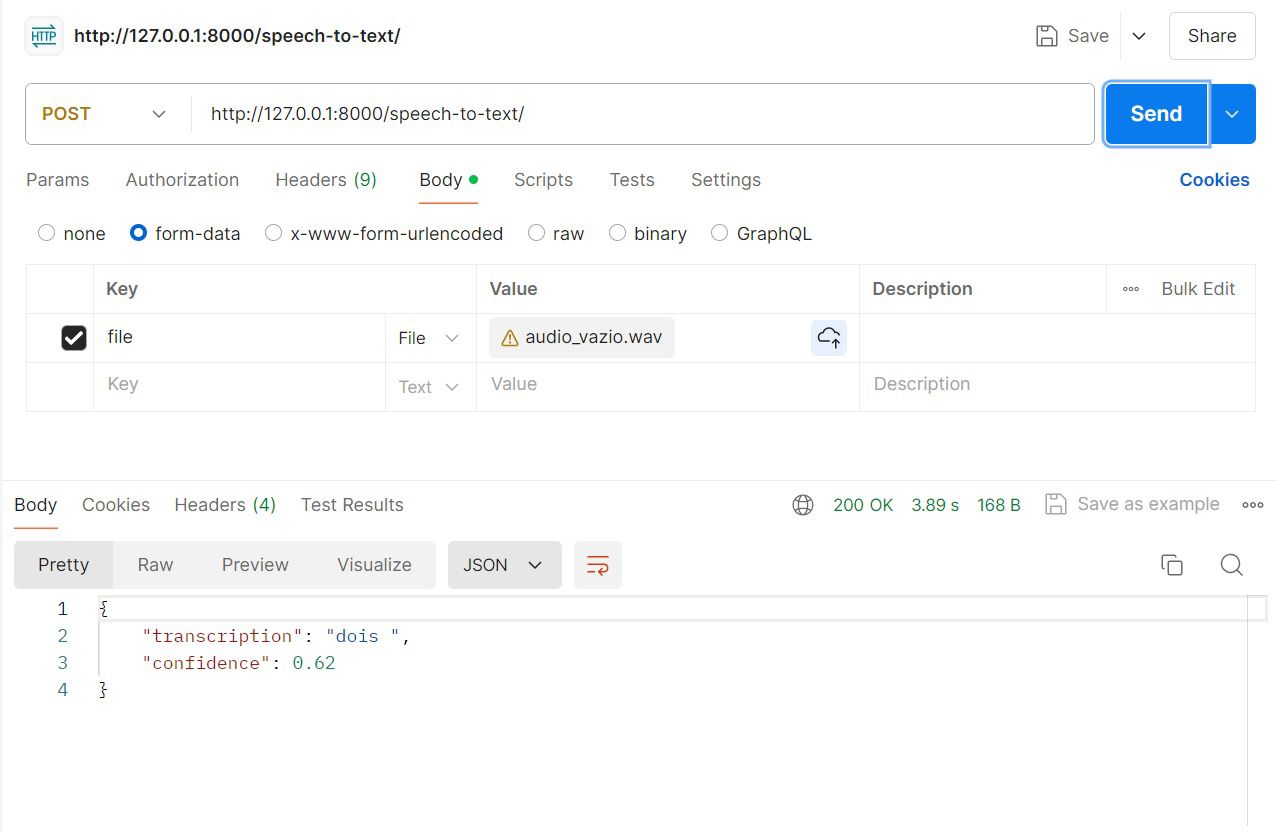 HTTP http://127.0.0.1:8000/speech-to-text/ Save Share
POST http://127.0.0.1:8000/speech-to-text/ Send
Params Authorization Headers (9) Body Scripts Tests Settings Cookies
none form-data x-www-form-urlencoded raw binary GraphQL
Key Value Description Bulk Edit
file File audio_vazio.wav
Key Text Value Description
Body Cookies Headers (4) Test Results 200 OK 3.89 s 168 B Save as example
Pretty Raw Preview Visualize JSON
1 {
2 "transcription": "dois ",
3 "confidence": 0.62
4 }